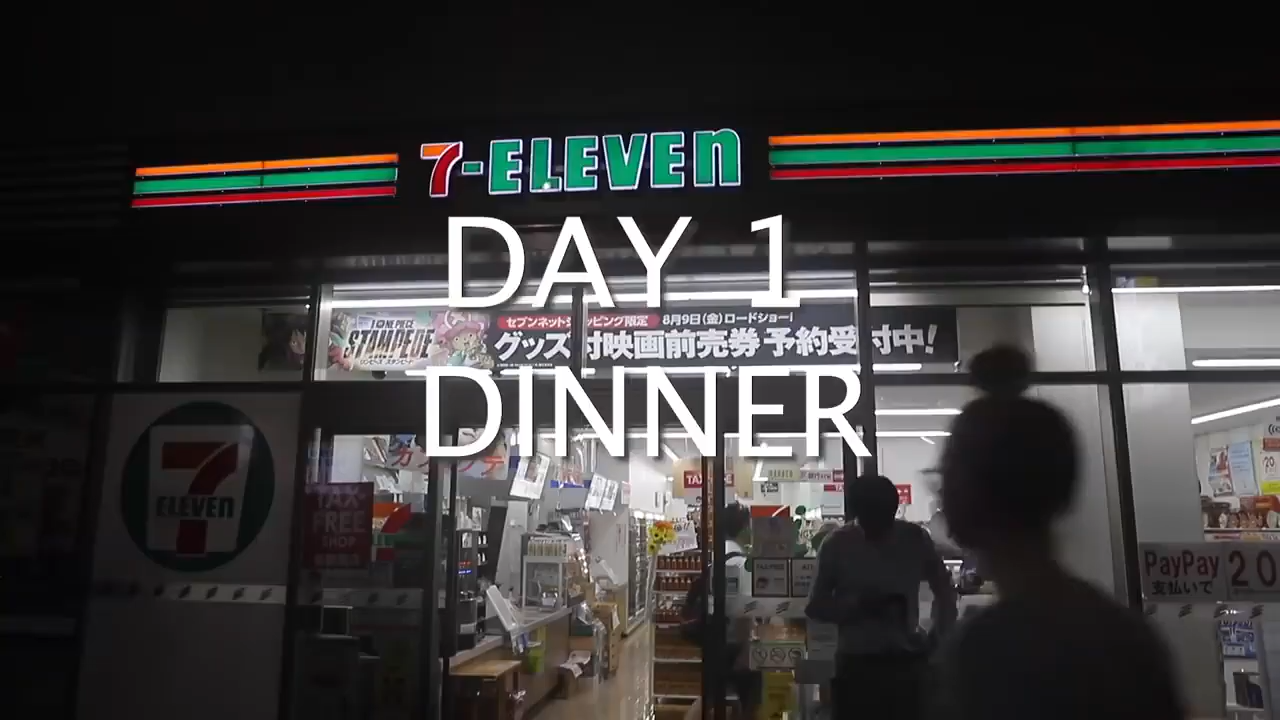 7-ELEVEn
DAY 1
ONE PIECE
STAMPEDE
セブンネットショッピング限定 8月9日(金)ロードショー!
グッズ付映画前売券 予約受付中!
DINNER
7
ELEVEn
TAX
FREE
SHOP
PayPay 20
支払いで